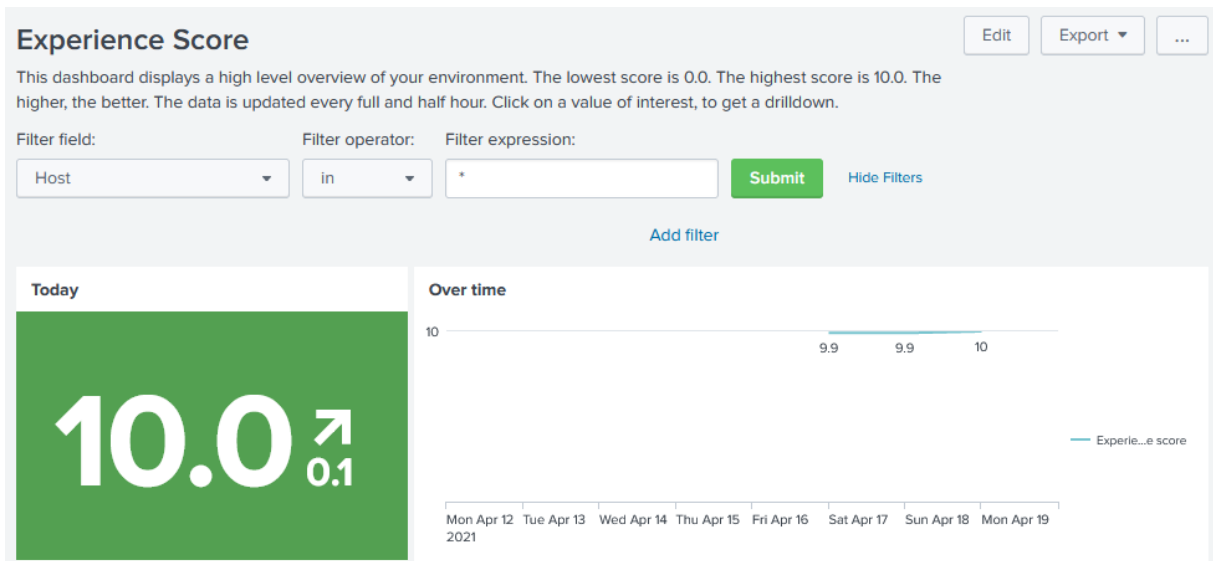 Experience Score
Edit
Export
...
This dashboard displays a high level overview of your environment. The lowest score is 0.0. The highest score is 10.0. The
higher, the better. The data is updated every full and half hour. Click on a value of interest, to get a drilldown.
Filter field:
Filter operator:
Filter expression:
Host
in
*
Submit
Hide Filters
Add filter
Today
10.0
0.1
Over time
10
9.9
9.9
10
Experie...e score
Mon Apr 12
2021
Tue Apr 13
Wed Apr 14
Thu Apr 15
Fri Apr 16
Sat Apr 17
Sun Apr 18
Mon Apr 19